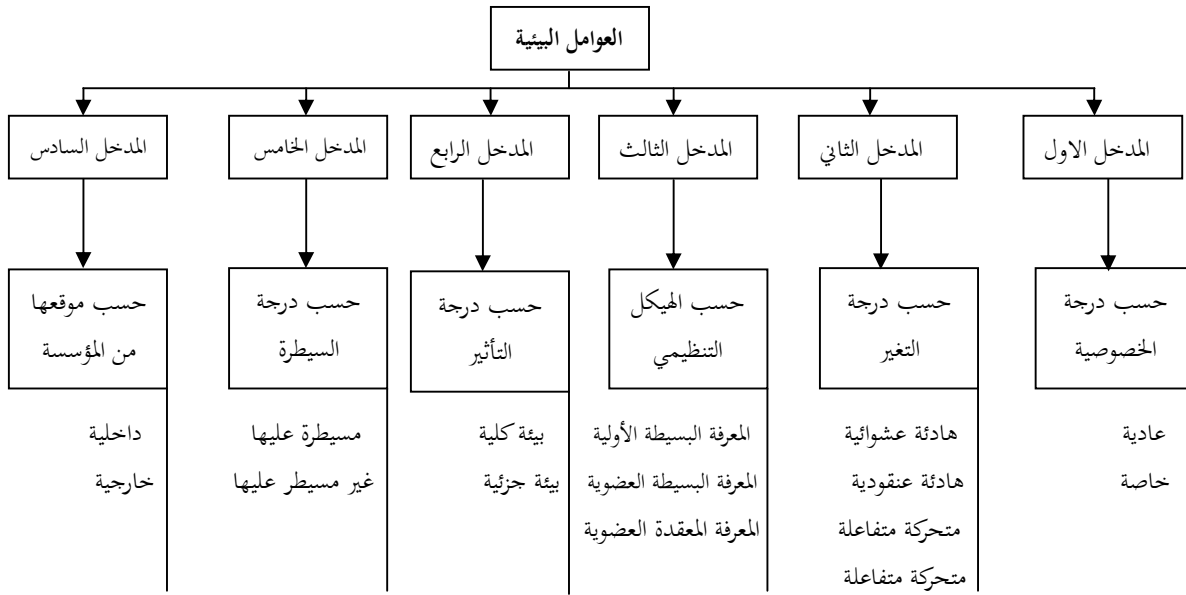 العوامل البيئية
المدخل الاول
المدخل الثاني
المدخل الثالث
المدخل الرابع
المدخل الخامس
المدخل السادس
حسب درجة
الخصوصية
حسب درجة
التغير
حسب الهيكل
التنظيمي
حسب درجة
التأثير
حسب درجة
السيطرة
حسب موقعها
من المؤسسة
عادية
خاصة
هادئة عشوائية
هادئة عنقودية
متحركة متفاعلة
متحركة متفاعلة
المعرفة البسيطة الأولية
المعرفة البسيطة العضوية
المعرفة المعقدة العضوية
بيئة كلية
بيئة جزئية
مسيطرة عليها
غير مسيطر عليها
داخلية
خارجية